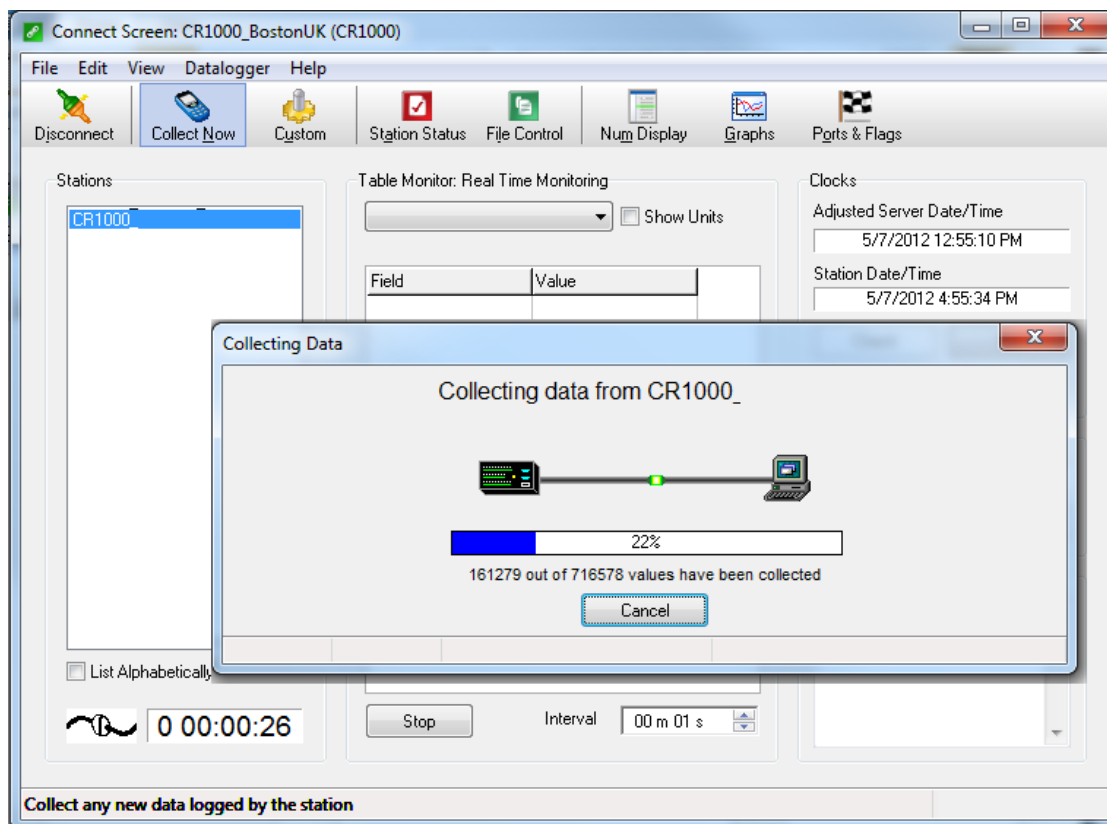 Connect Screen: CR1000_BostonUK (CR1000)
File Edit View Datalogger Help
Disconnect Collect Now Custom Station Status File Control Num Display Graphs Ports & Flags
Stations
CR1000_
Table Monitor: Real Time Monitoring
Show Units
Field Value
Clocks
Adjusted Server Date/Time
5/7/2012 12:55:10 PM
Station Date/Time
5/7/2012 4:55:34 PM
Collecting Data
Collecting data from CR1000_
22%
161279 out of 716578 values have been collected
Cancel
List Alphabetically
0 00:00:26
Stop
Interval
00 m 01 s
Collect any new data logged by the station